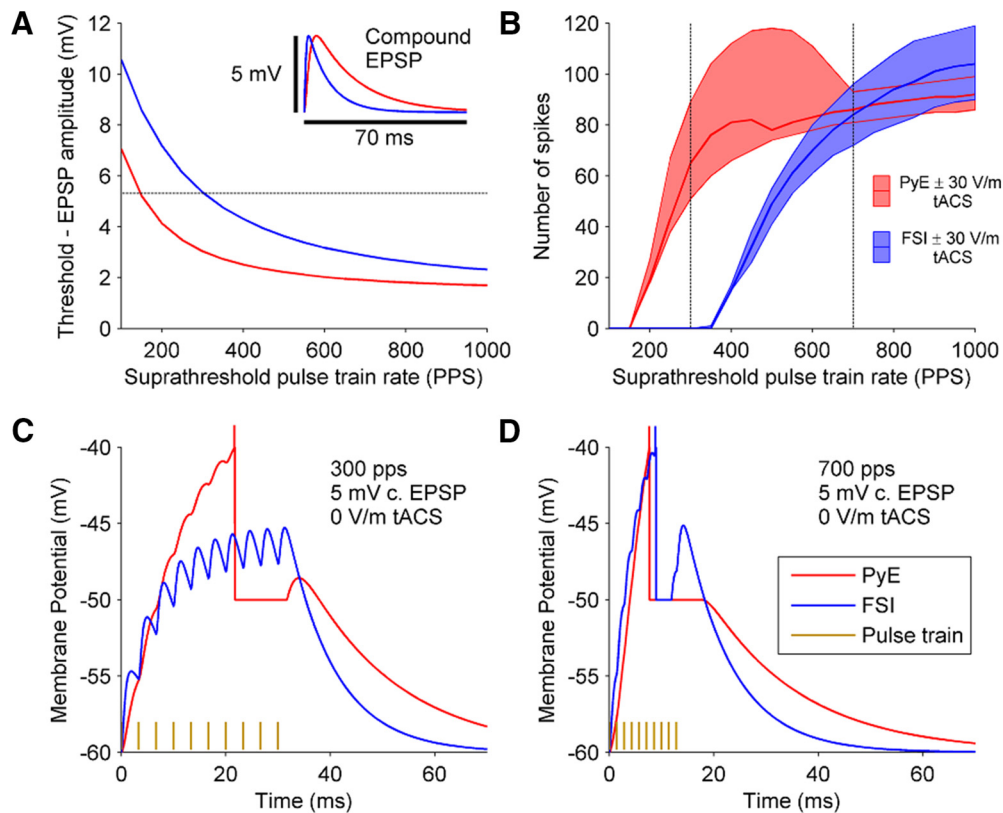 A
Threshold - EPSP amplitude (mV)
12
10
8
6
4
2
0
200 400 600 800 1000
Suprathreshold pulse train rate (PPS)
Compound
EPSP
5 mV
70 ms
B
Number of spikes
120
100
80
60
40
20
0
200 400 600 800 1000
Suprathreshold pulse train rate (PPS)
PyE ± 30 V/m
tACS
FSI ± 30 V/m
tACS
C
Membrane Potential (mV)
-40
-45
-50
-55
-60
0 20 40 60
Time (ms)
300 pps
5 mV c. EPSP
0 V/m tACS
D
Membrane Potential (mV)
-40
-45
-50
-55
-60
0 20 40 60
Time (ms)
700 pps
5 mV c. EPSP
0 V/m tACS
PyE
FSI
Pulse train